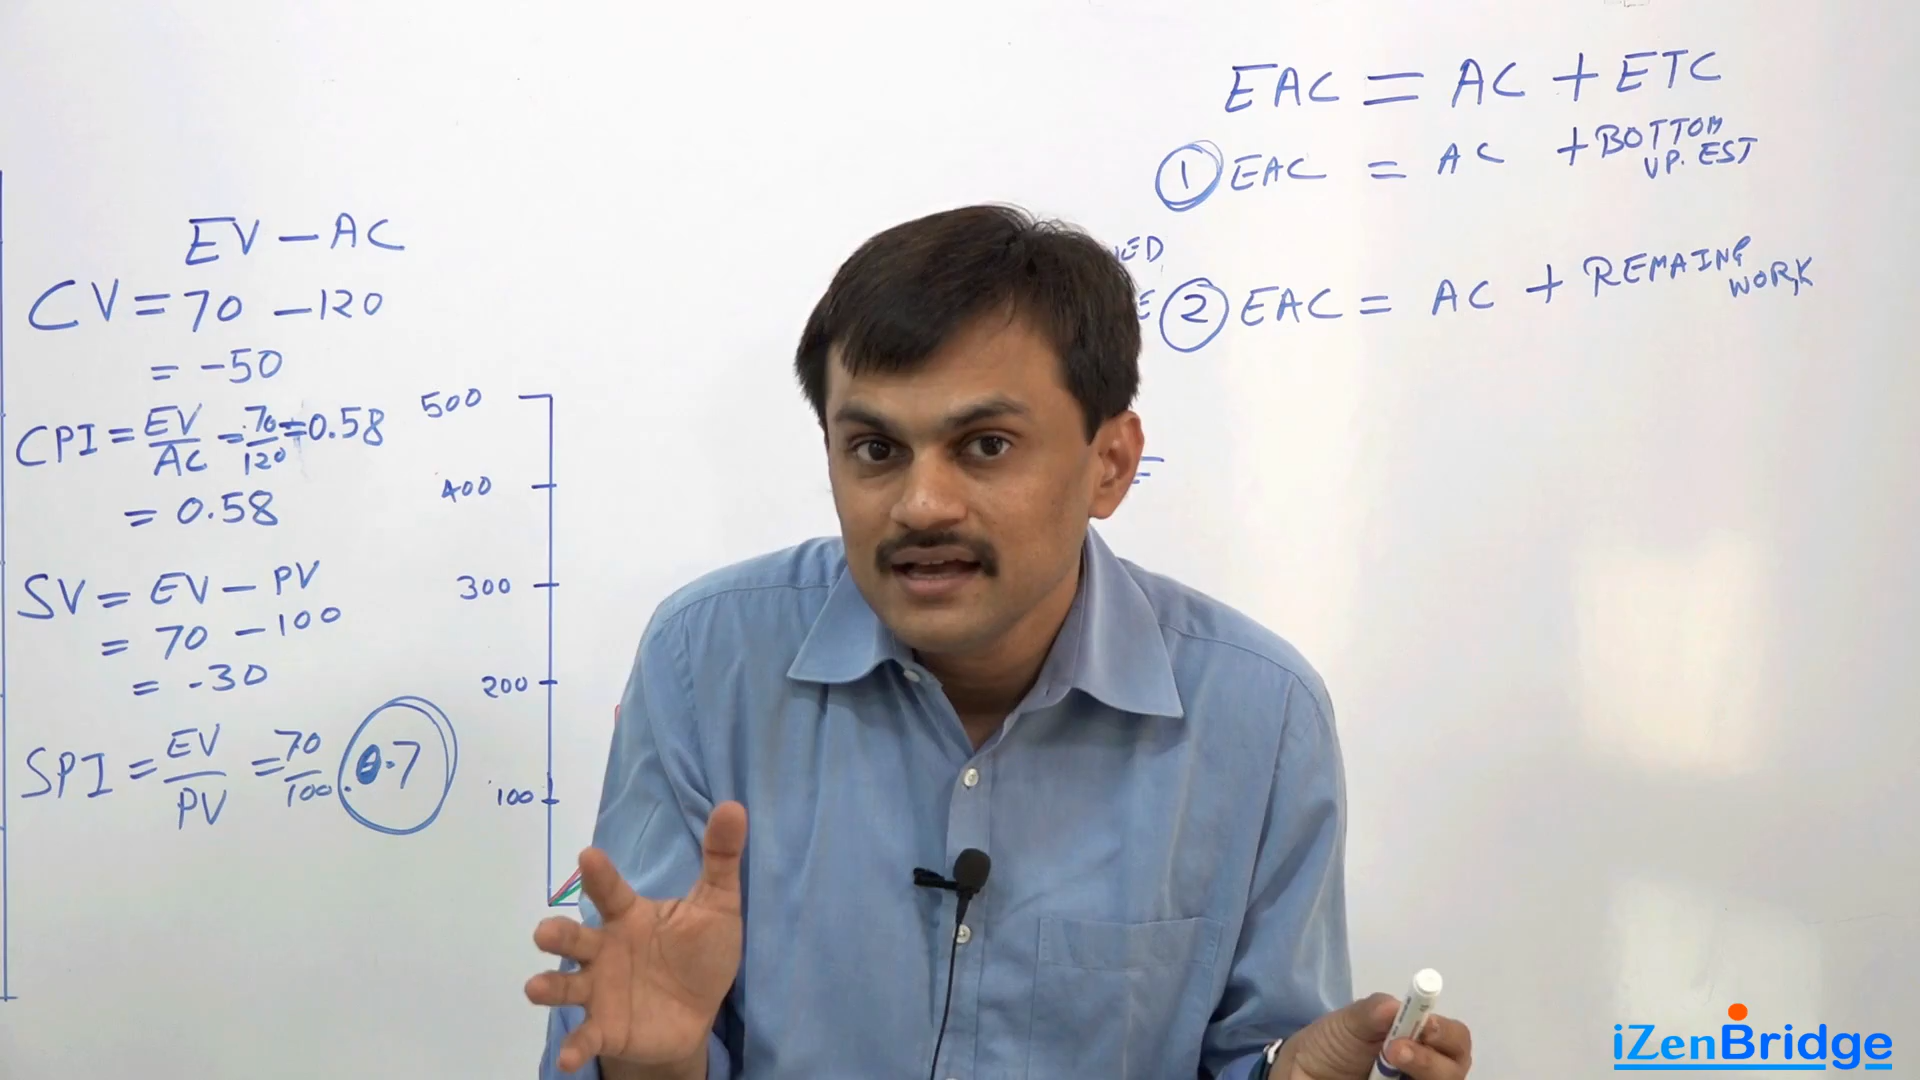 EV - AC
CV = 70 - 120
= -50
CPI = EV/AC = 70/120 = 0.58
= 0.58
SV = EV - PV
= 70 - 100
= -30
SPI = EV/PV = 70/100 0.7
500
400
300
200
100
EAC = AC + ETC
① EAC = AC + BOTTOM
UP. EST
② EAC = AC + REMAING
WORK
iZenBridge